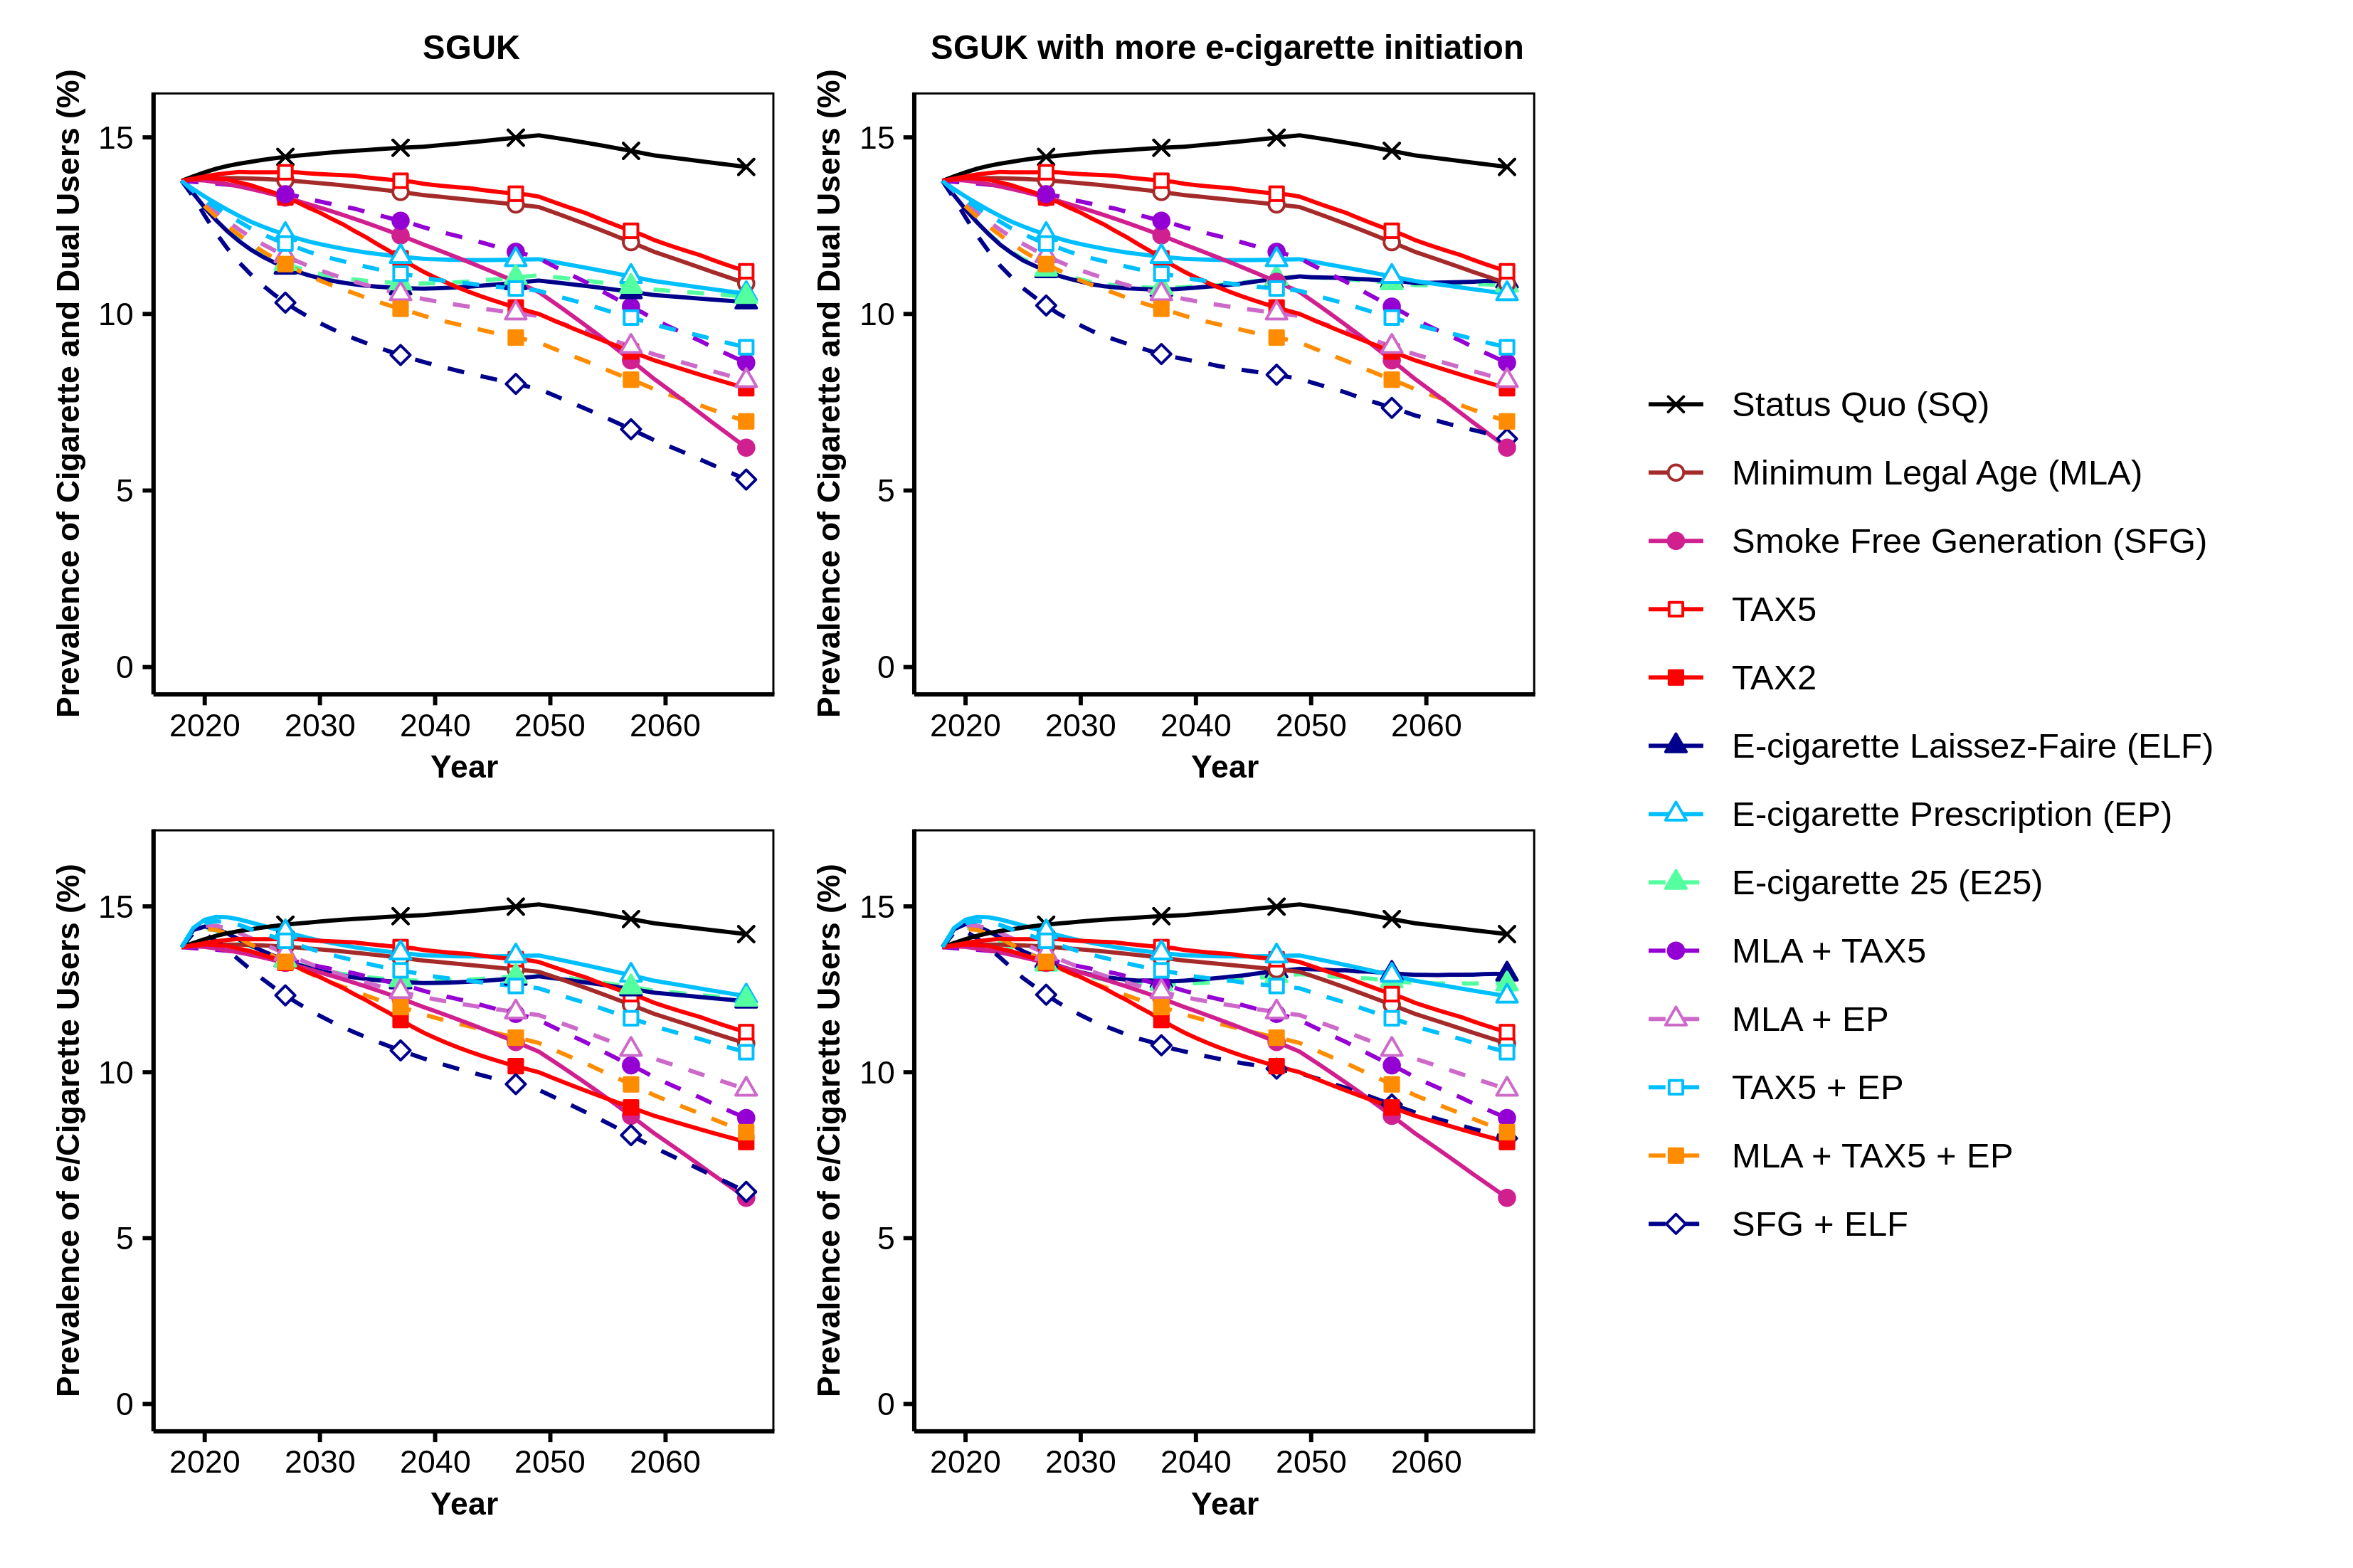 SGUK
SGUK with more e-cigarette initiation
Prevalence of Cigarette and Dual Users (%)
15
10
5
0
2020 2030 2040 2050 2060
Year
Prevalence of Cigarette and Dual Users (%)
15
10
5
0
2020 2030 2040 2050 2060
Year
Prevalence of e/Cigarette Users (%)
15
10
5
0
2020 2030 2040 2050 2060
Year
Prevalence of e/Cigarette Users (%)
15
10
5
0
2020 2030 2040 2050 2060
Year
Status Quo (SQ)
Minimum Legal Age (MLA)
Smoke Free Generation (SFG)
TAX5
TAX2
E-cigarette Laissez-Faire (ELF)
E-cigarette Prescription (EP)
E-cigarette 25 (E25)
MLA + TAX5
MLA + EP
TAX5 + EP
MLA + TAX5 + EP
SFG + ELF